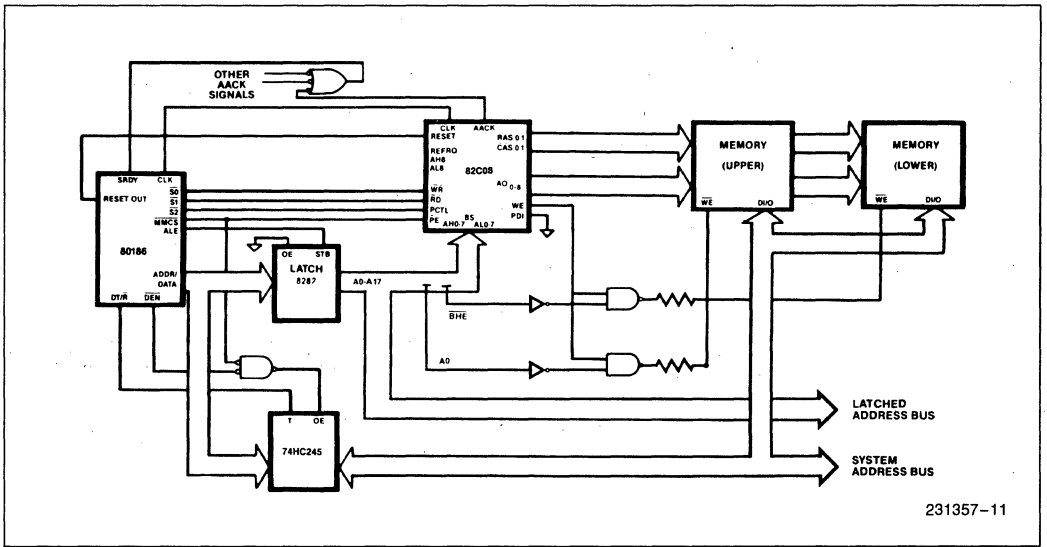 OTHER
AACK
SIGNALS
CLK AACK
RESET
RAS 0.1
CAS 0.1
REFRQ
AH8
AL8
82C08
AO 0-8
WR
RD
PCTL
PE
WE
PDI
BS
AH0-7 AL0-7
MEMORY
(UPPER)
WE DI/O
MEMORY
(LOWER)
WE DI/O
SRDY CLK
RESET OUT
S0
S1
S2
MMCS
ALE
80186
ADDR/
DATA
DT/R DEN
OE STB
LATCH
8282
A0-A17
BHE
A0
T OE
74HC245
LATCHED
ADDRESS BUS
SYSTEM
ADDRESS BUS
231357-11